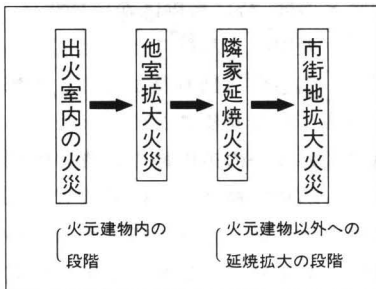 出火室内の火災
他室拡大火災
隣家延焼火災
市街地拡大火災
火元建物内の
段階
火元建物以外への
延焼拡大の段階